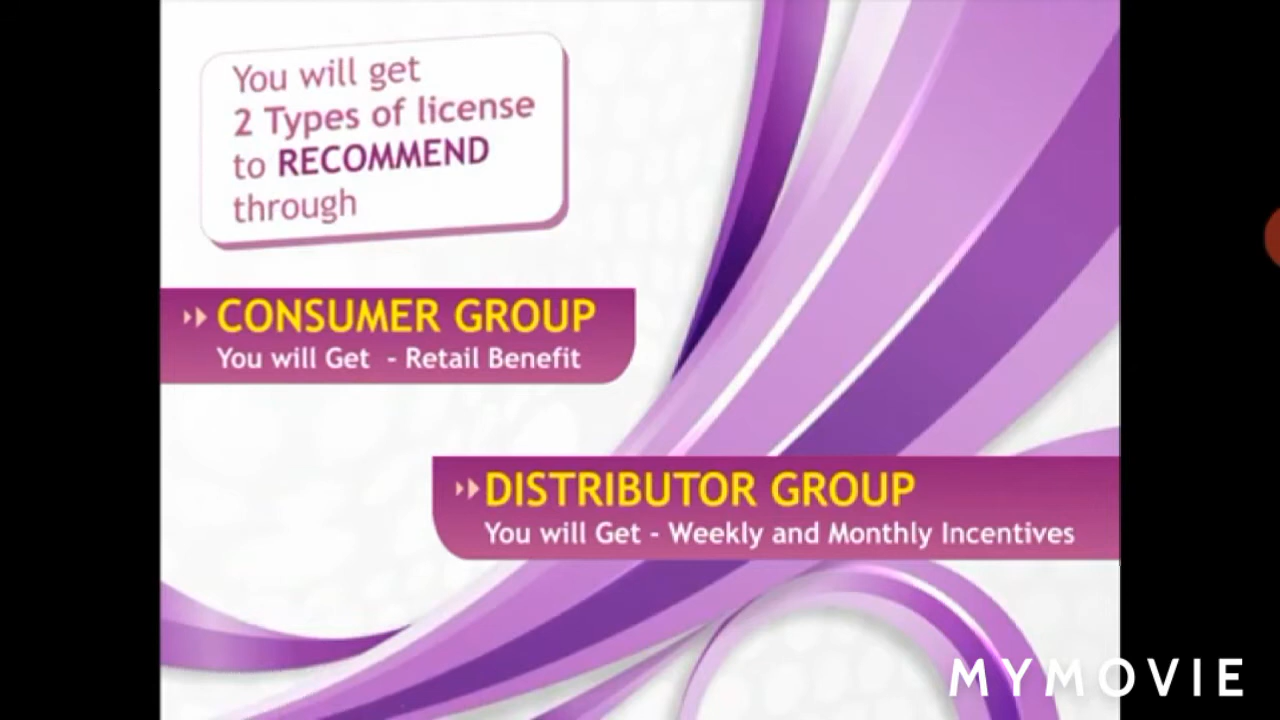 You will get
2 Types of license
to RECOMMEND
through
CONSUMER GROUP
You will Get - Retail Benefit
DISTRIBUTOR GROUP
You will Get - Weekly and Monthly Incentives
MYMOVIE